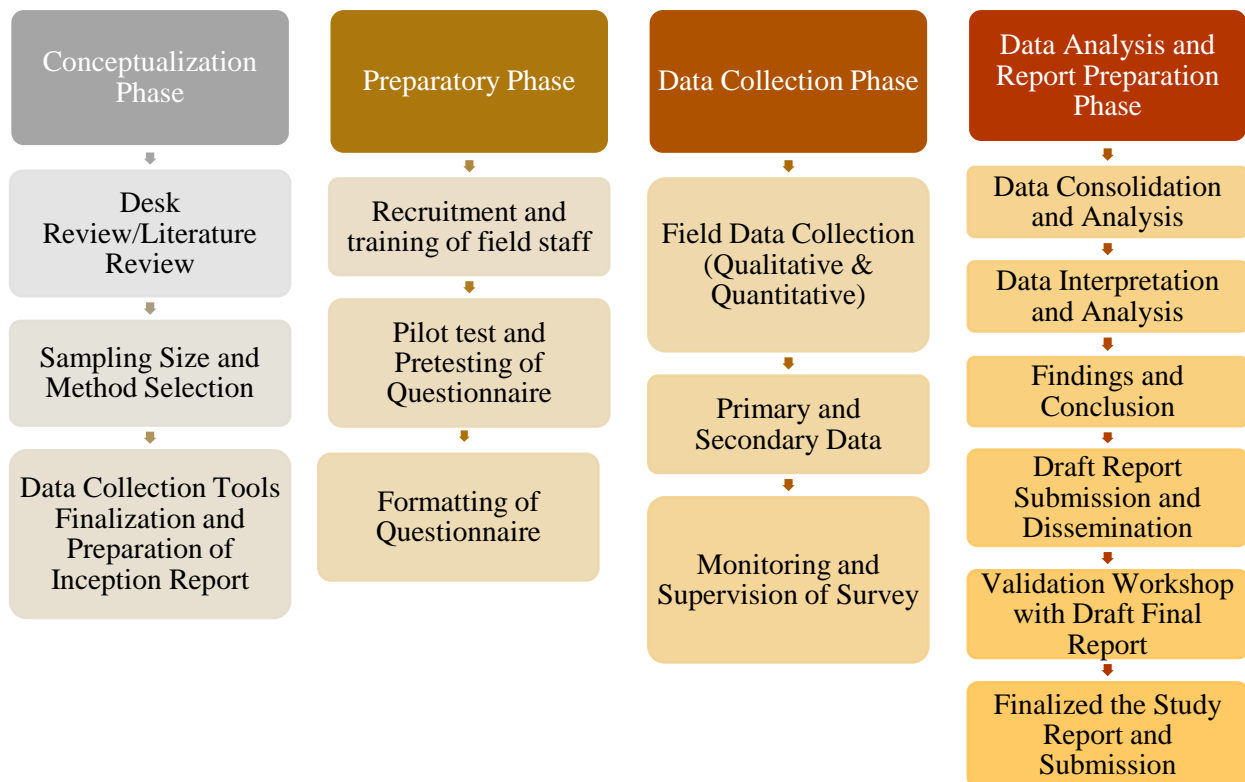 Conceptualization
Phase
Desk
Review/Literature
Review
Sampling Size and
Method Selection
Data Collection Tools
Finalization and
Preparation of
Inception Report
Preparatory Phase
Recruitment and
training of field staff
Pilot test and
Pretesting of
Questionnaire
Formatting of
Questionnaire
Data Collection Phase
Field Data Collection
(Qualitative &
Quantitative)
Primary and
Secondary Data
Monitoring and
Supervision of Survey
Data Analysis and
Report Preparation
Phase
Data Consolidation
and Analysis
Data Interpretation
and Analysis
Findings and
Conclusion
Draft Report
Submission and
Dissemination
Validation Workshop
with Draft Final
Report
Finalized the Study
Report and
Submission